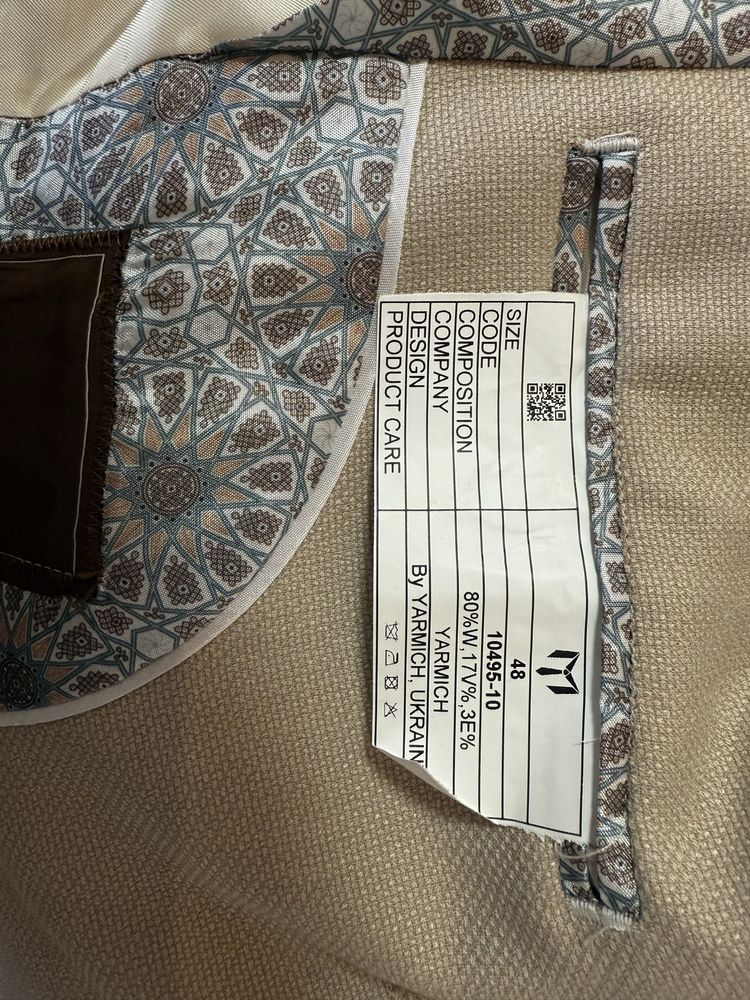 SIZE 48
CODE 10495-10
COMPOSITION 80%W,17V%,3E%
COMPANY YARMICH
DESIGN By YARMICH, UKRAIN
PRODUCT CARE